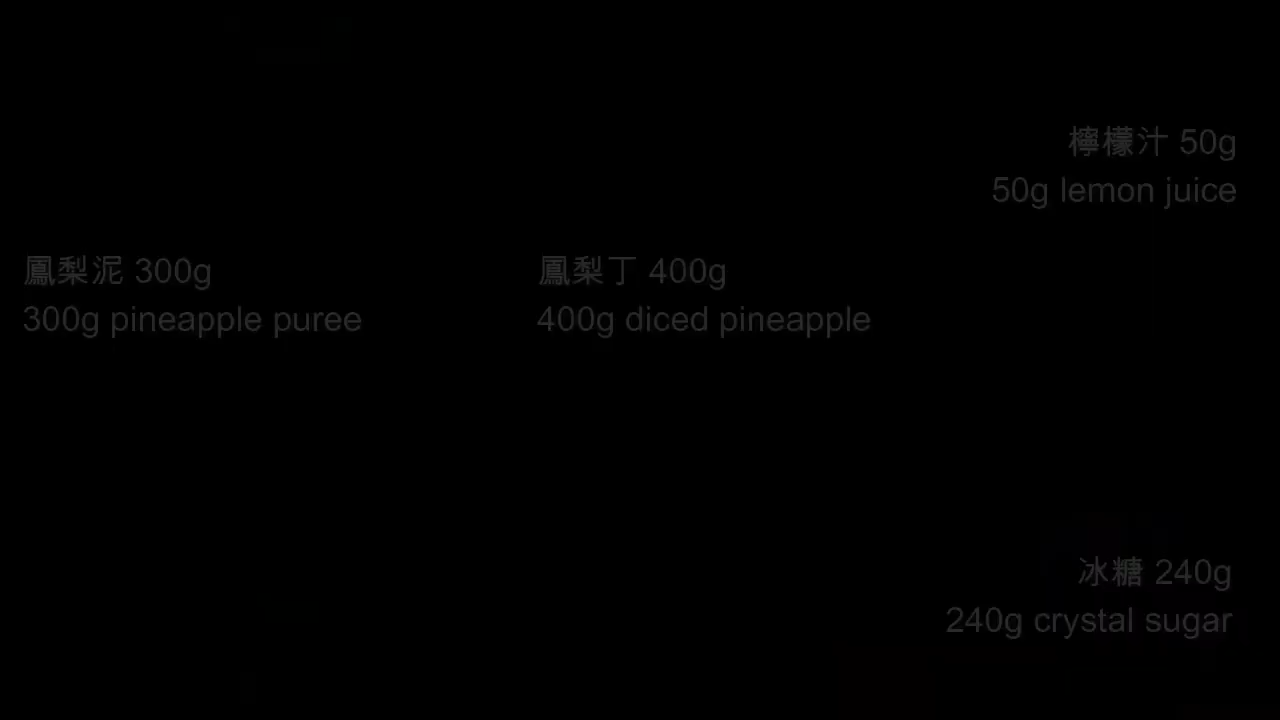 檸檬汁 50g
50g lemon juice
鳳梨泥 300g
300g pineapple puree
鳳梨丁 400g
400g diced pineapple
冰糖 240g
240g crystal sugar